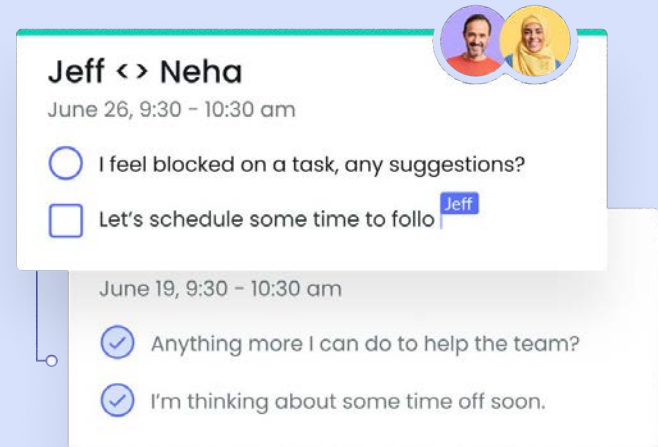 Jeff <> Neha
June 26, 9:30 - 10:30 am
I feel blocked on a task, any suggestions?
Let's schedule some time to follo
Jeff
June 19, 9:30 - 10:30 am
Anything more I can do to help the team?
I'm thinking about some time off soon.